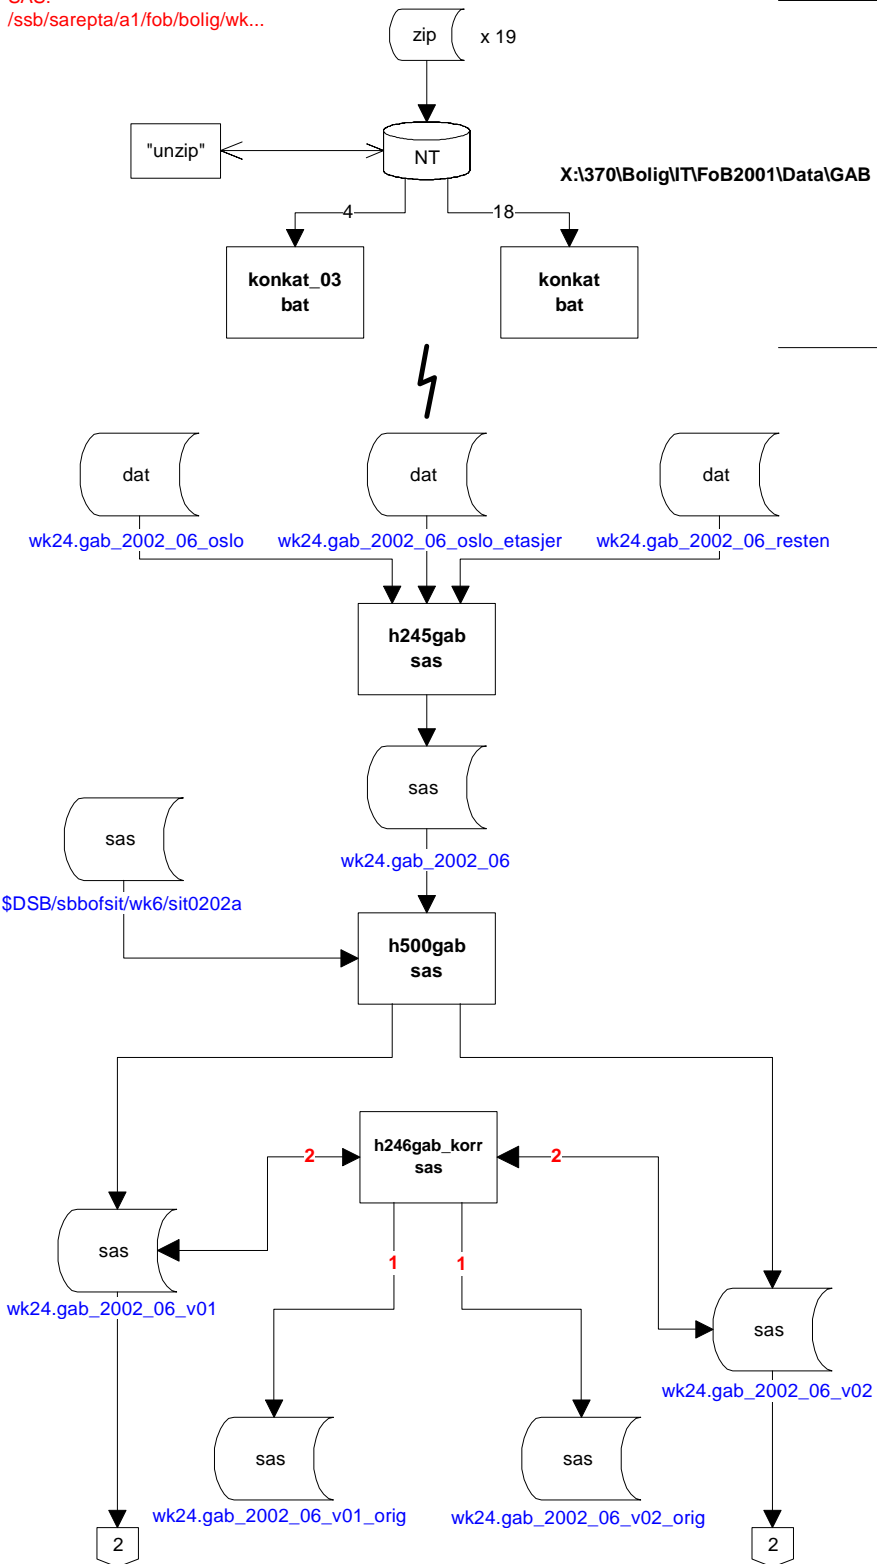 SAS:
/ssb/sarepta/a1/fob/bolig/wk...
zip
x 19
"unzip"
NT
X:\370\Bolig\IT\FoB2001\Data\GAB
4
18
konkat_03
bat
konkat
bat
dat
dat
dat
wk24.gab_2002_06_oslo
wk24.gab_2002_06_oslo_etasjer
wk24.gab_2002_06_resten
h245gab
sas
sas
wk24.gab_2002_06
sas
$DSB/sbbofsit/wk6/sit0202a
h500gab
sas
h246gab_korr
sas
2
2
sas
wk24.gab_2002_06_v01
1
1
sas
wk24.gab_2002_06_v02
sas
wk24.gab_2002_06_v01_orig
sas
wk24.gab_2002_06_v02_orig
2
2